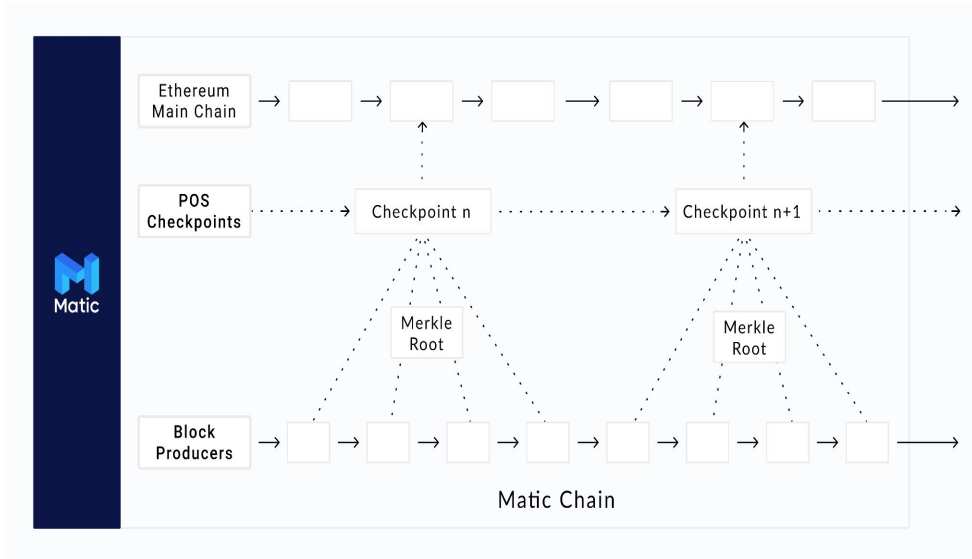 Ethereum
Main Chain
POS
Checkpoints
Checkpoint n
Checkpoint n+1
Matic
Merkle
Root
Merkle
Root
Block
Producers
Matic Chain